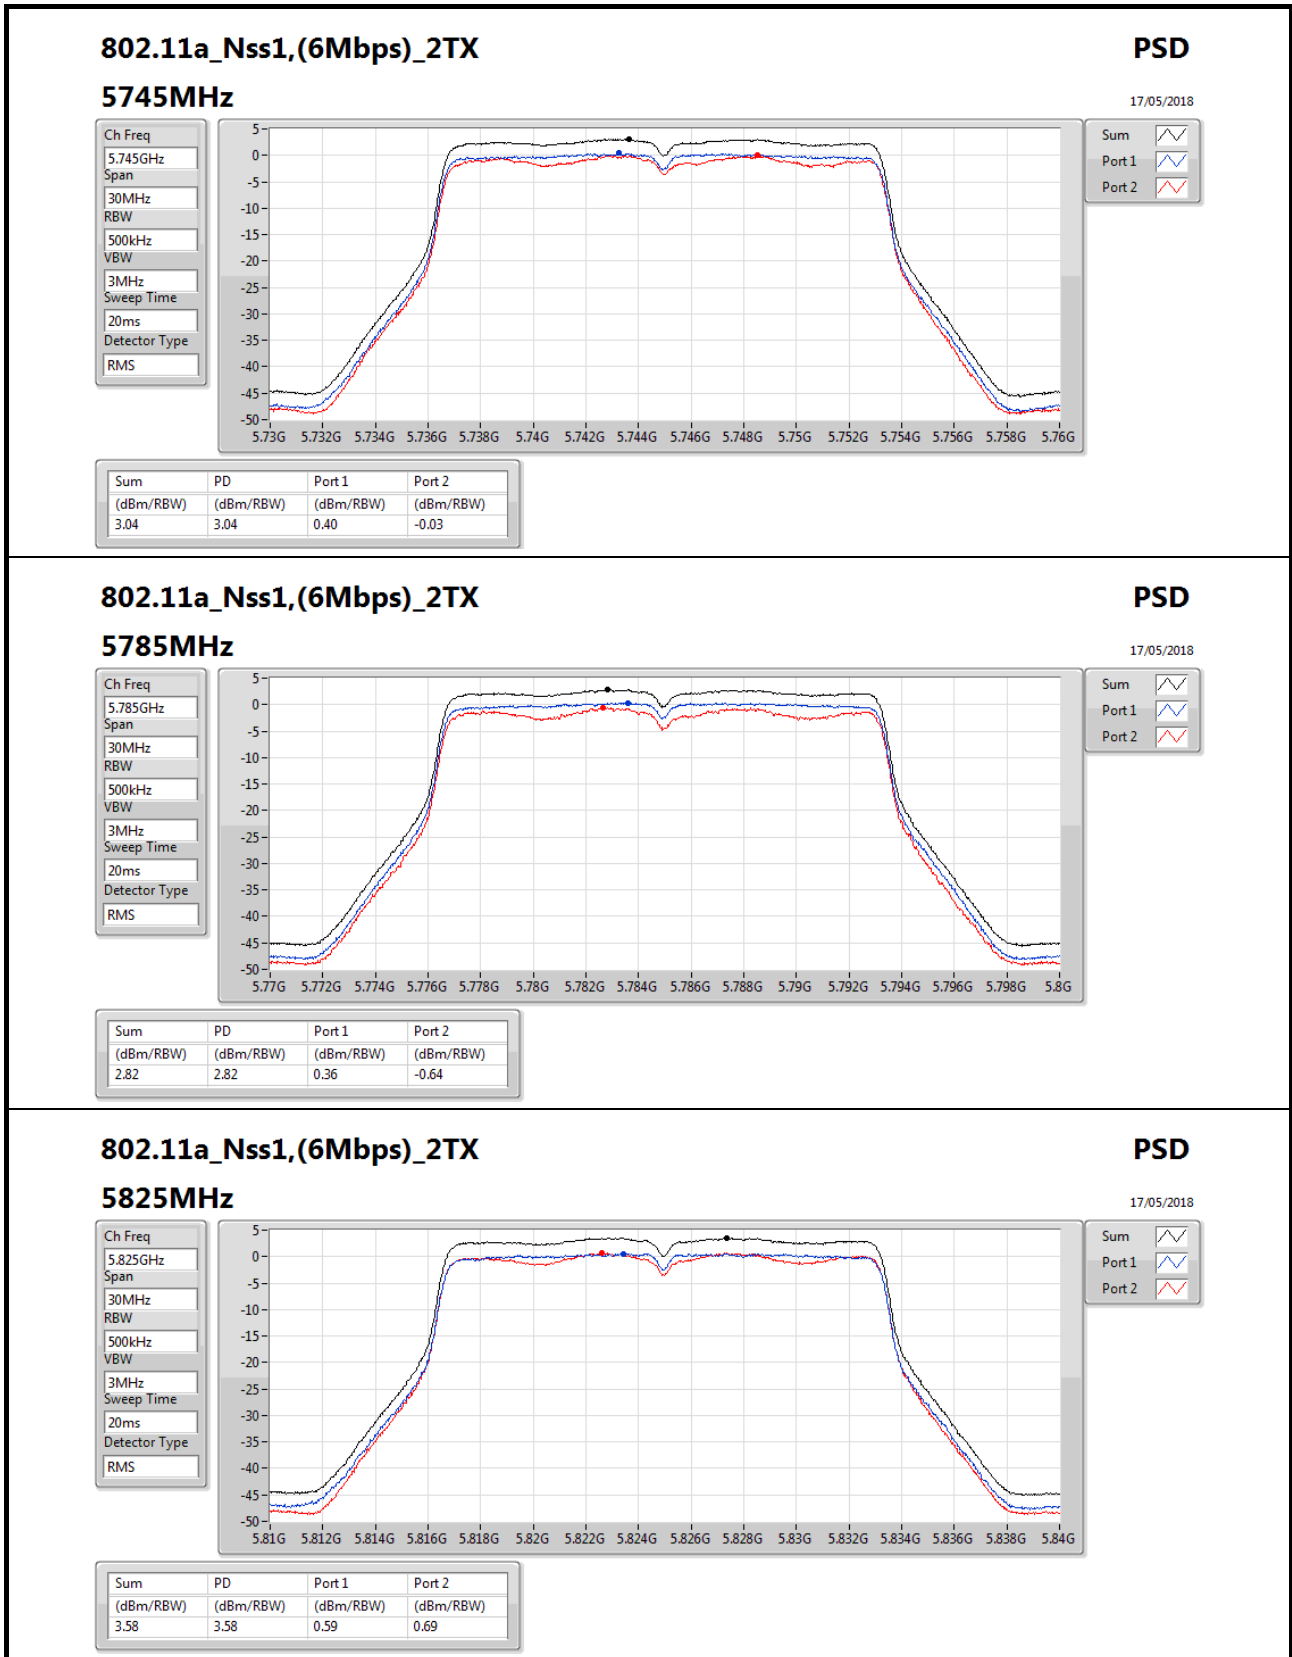 802.11a_Nss1,(6Mbps)_2TX PSD
5745MHz 17/05/2018
Ch Freq
5.745GHz
Span
30MHz
RBW
500kHz
VBW
3MHz
Sweep Time
20ms
Detector Type
RMS
5
0
-5
-10
-15
-20
-25
-30
-35
-40
-45
-50
5.73G 5.732G 5.734G 5.736G 5.738G 5.74G 5.742G 5.744G 5.746G 5.748G 5.75G 5.752G 5.754G 5.756G 5.758G 5.76G
Sum
Port 1
Port 2
Sum PD Port 1 Port 2
(dBm/RBW) (dBm/RBW) (dBm/RBW) (dBm/RBW)
3.04 3.04 0.40 -0.03
802.11a_Nss1,(6Mbps)_2TX PSD
5785MHz 17/05/2018
Ch Freq
5.785GHz
Span
30MHz
RBW
500kHz
VBW
3MHz
Sweep Time
20ms
Detector Type
RMS
5
0
-5
-10
-15
-20
-25
-30
-35
-40
-45
-50
5.77G 5.772G 5.774G 5.776G 5.778G 5.78G 5.782G 5.784G 5.786G 5.788G 5.79G 5.792G 5.794G 5.796G 5.798G 5.8G
Sum
Port 1
Port 2
Sum PD Port 1 Port 2
(dBm/RBW) (dBm/RBW) (dBm/RBW) (dBm/RBW)
2.82 2.82 0.36 -0.64
802.11a_Nss1,(6Mbps)_2TX PSD
5825MHz 17/05/2018
Ch Freq
5.825GHz
Span
30MHz
RBW
500kHz
VBW
3MHz
Sweep Time
20ms
Detector Type
RMS
5
0
-5
-10
-15
-20
-25
-30
-35
-40
-45
-50
5.81G 5.812G 5.814G 5.816G 5.818G 5.82G 5.822G 5.824G 5.826G 5.828G 5.83G 5.832G 5.834G 5.836G 5.838G 5.84G
Sum
Port 1
Port 2
Sum PD Port 1 Port 2
(dBm/RBW) (dBm/RBW) (dBm/RBW) (dBm/RBW)
3.58 3.58 0.59 0.69